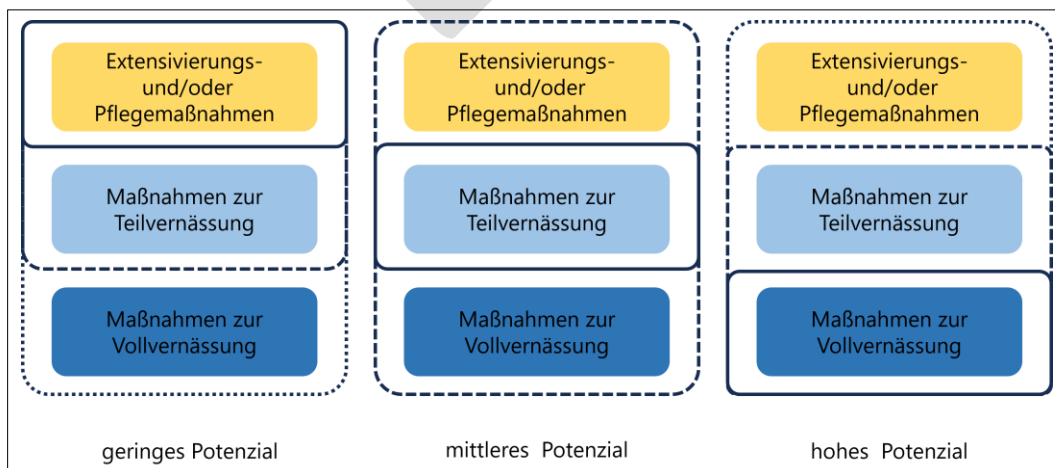 Extensivierungs-
und/oder
Pflegemaßnahmen
Maßnahmen zur
Teilvernässung
Maßnahmen zur
Vollvernässung
geringes Potenzial
Extensivierungs-
und/oder
Pflegemaßnahmen
Maßnahmen zur
Teilvernässung
Maßnahmen zur
Vollvernässung
mittleres Potenzial
Extensivierungs-
und/oder
Pflegemaßnahmen
Maßnahmen zur
Teilvernässung
Maßnahmen zur
Vollvernässung
hohes Potenzial